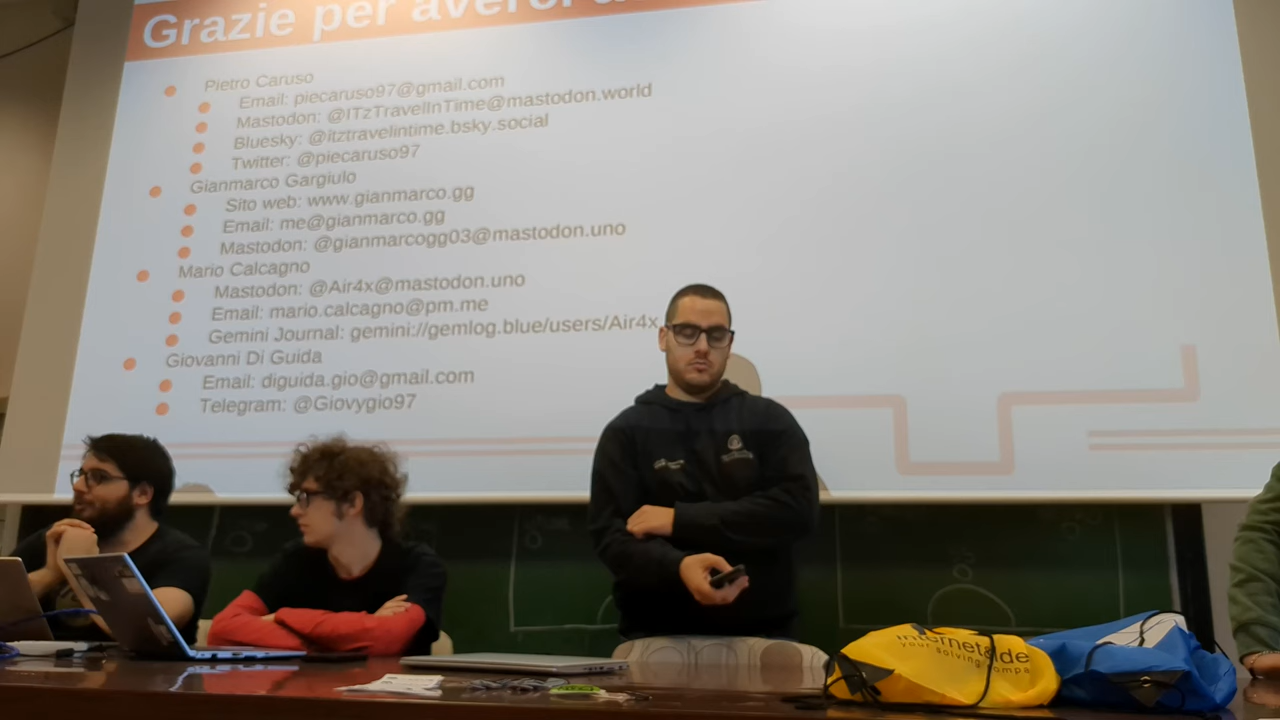 Grazie per averci
Pietro Caruso
Email: piecaruso97@gmail.com
Mastodon: @ITzTravelInTime@mastodon.world
Bluesky: @itztravelintime.bsky.social
Twitter: @piecaruso97
Gianmarco Gargiulo
Sito web: www.gianmarco.gg
Email: me@gianmarco.gg
Mastodon: @gianmarcogg03@mastodon.uno
Mario Calcagno
Mastodon: @Air4x@mastodon.uno
Email: mario.calcagno@pm.me
Gemini Journal: gemini://gemlog.blue/users/Air4x
Giovanni Di Guida
Email: diguida.gio@gmail.com
Telegram: @Giovygio97
your solving